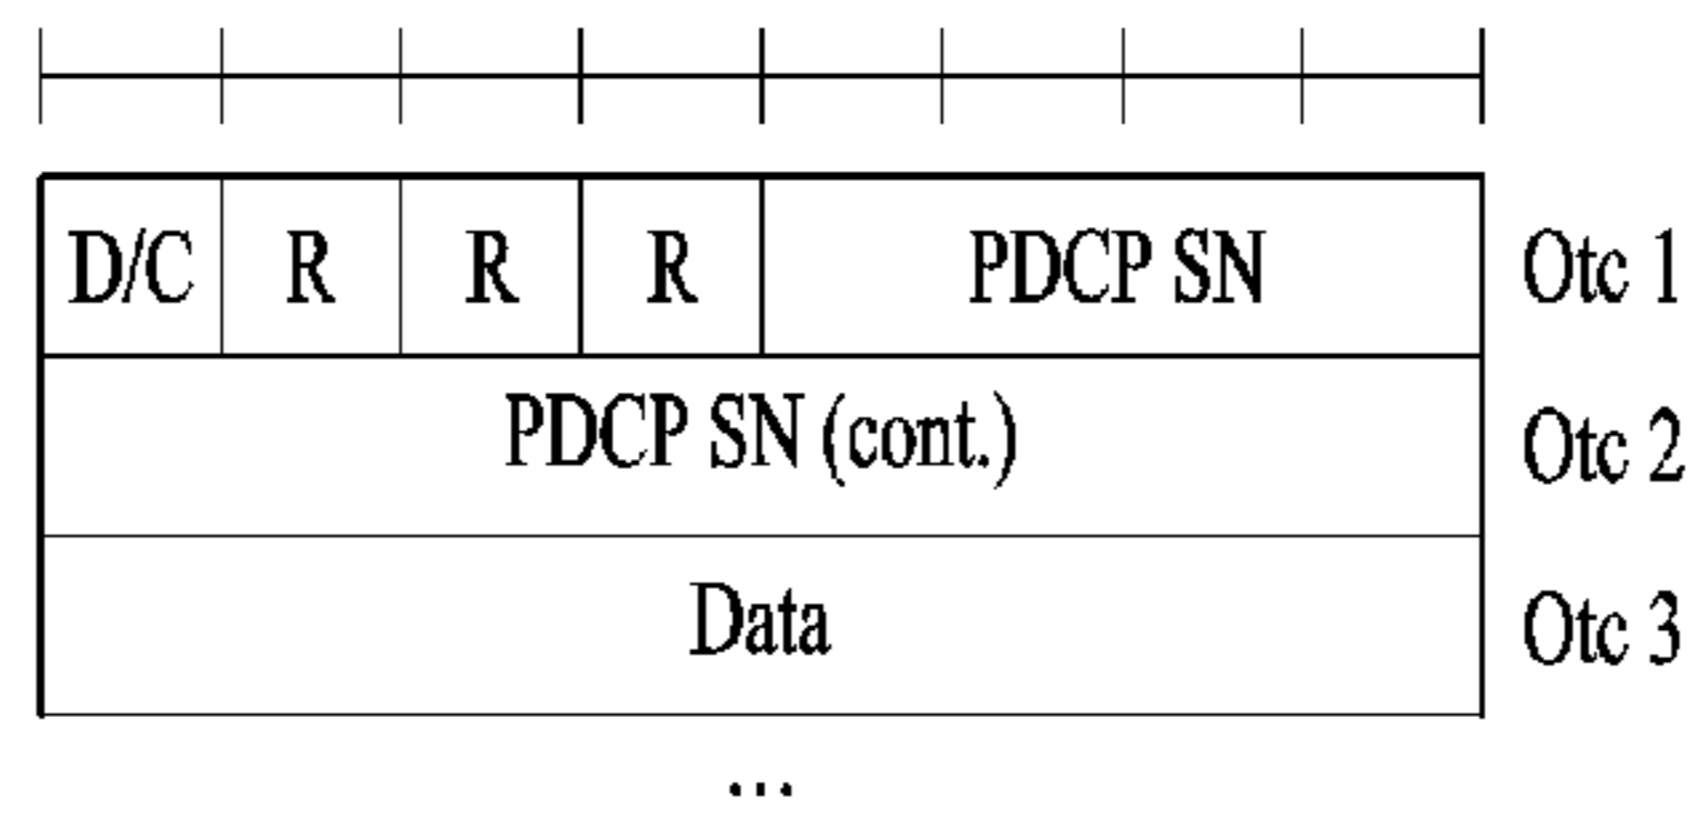 D/C R R R PDCP SN Otc 1
PDCP SN (cont.) Otc 2
Data Otc 3
...